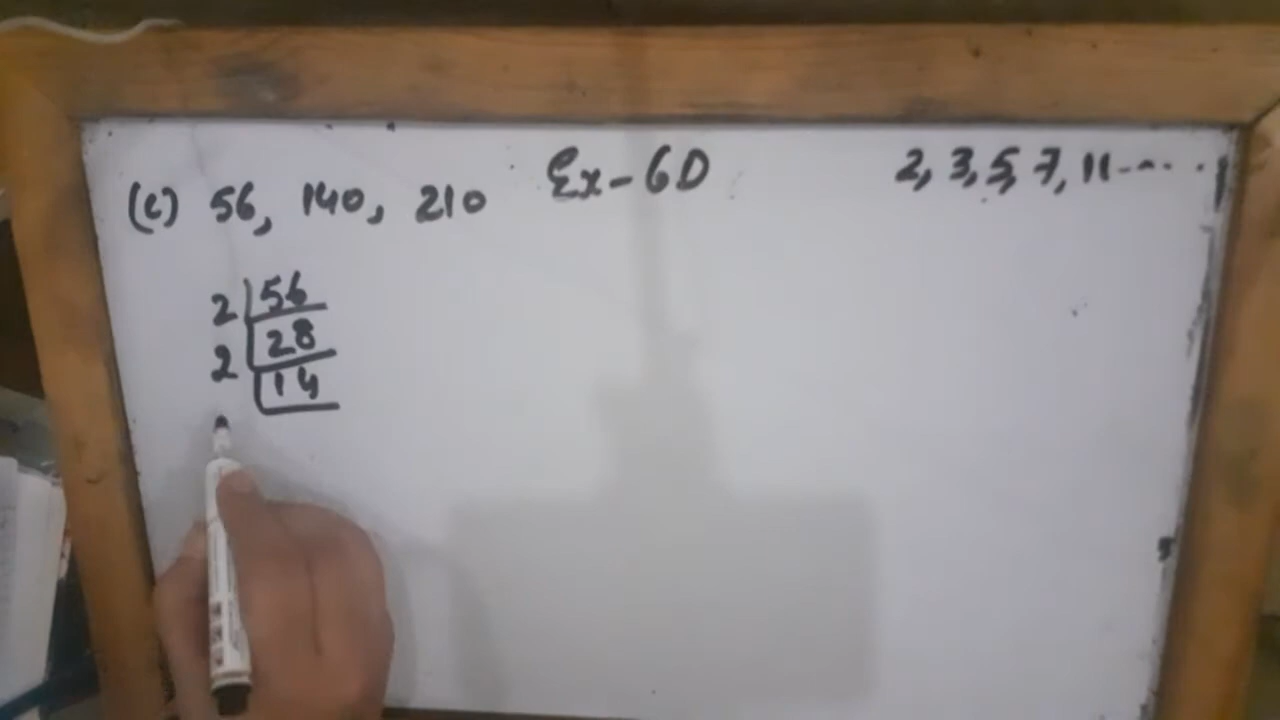 Ex-6D
2, 3, 5, 7, 11--...
(c) 56, 140, 210
2 | 56
2 | 28
14